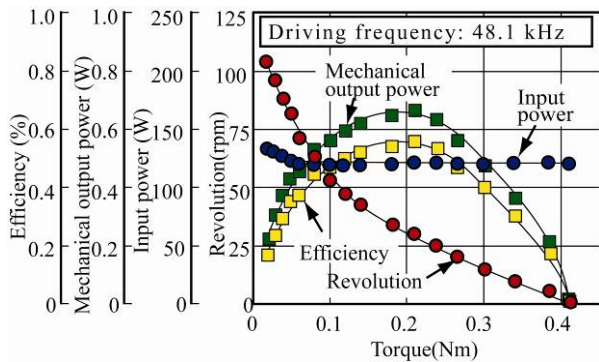 Driving frequency: 48.1 kHz
Efficiency (%)
1.0
0.8
0.6
0.4
0.2
0
Mechanical output power (W)
1.0
0.8
0.6
0.4
0.2
0
Input power (W)
250
200
150
100
50
0
Revolution(rpm)
125
100
75
50
25
0
Mechanical
output power
Input
power
Efficiency
Revolution
0
0.1
0.2
0.3
0.4
Torque(Nm)